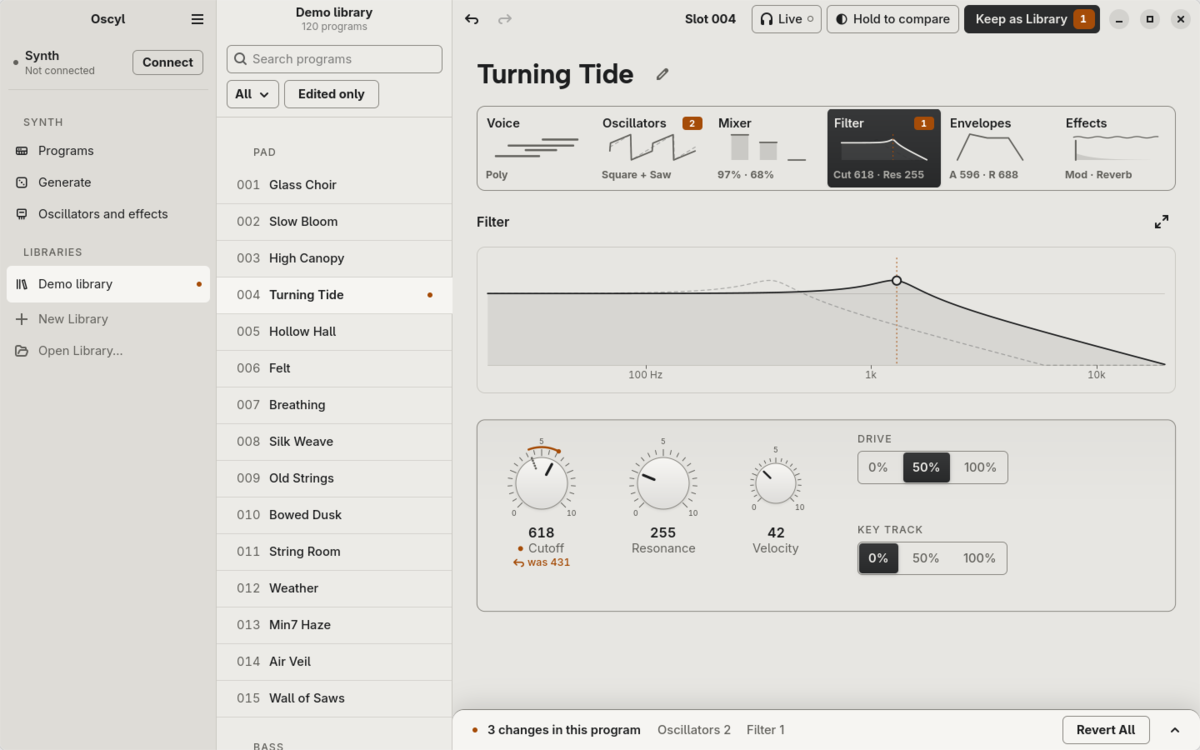 Oscyl
Synth
Not connected
Connect
SYNTH
Programs
Generate
Oscillators and effects
LIBRARIES
Demo library
New Library
Open Library...
Demo library
120 programs
Search programs
All
Edited only
PAD
001 Glass Choir
002 Slow Bloom
003 High Canopy
004 Turning Tide
005 Hollow Hall
006 Felt
007 Breathing
008 Silk Weave
009 Old Strings
010 Bowed Dusk
011 String Room
012 Weather
013 Min7 Haze
014 Air Veil
015 Wall of Saws
BASS
Slot 004
Live
Hold to compare
Keep as Library 1
Turning Tide
Voice
Poly
Oscillators 2
Square + Saw
Mixer
97% · 68%
Filter 1
Cut 618 · Res 255
Envelopes
A 596 · R 688
Effects
Mod · Reverb
Filter
100 Hz 1k 10k
5
0 10
618
Cutoff
was 431
5
0 10
255
Resonance
5
0 10
42
Velocity
DRIVE
0% 50% 100%
KEY TRACK
0% 50% 100%
3 changes in this program Oscillators 2 Filter 1
Revert All